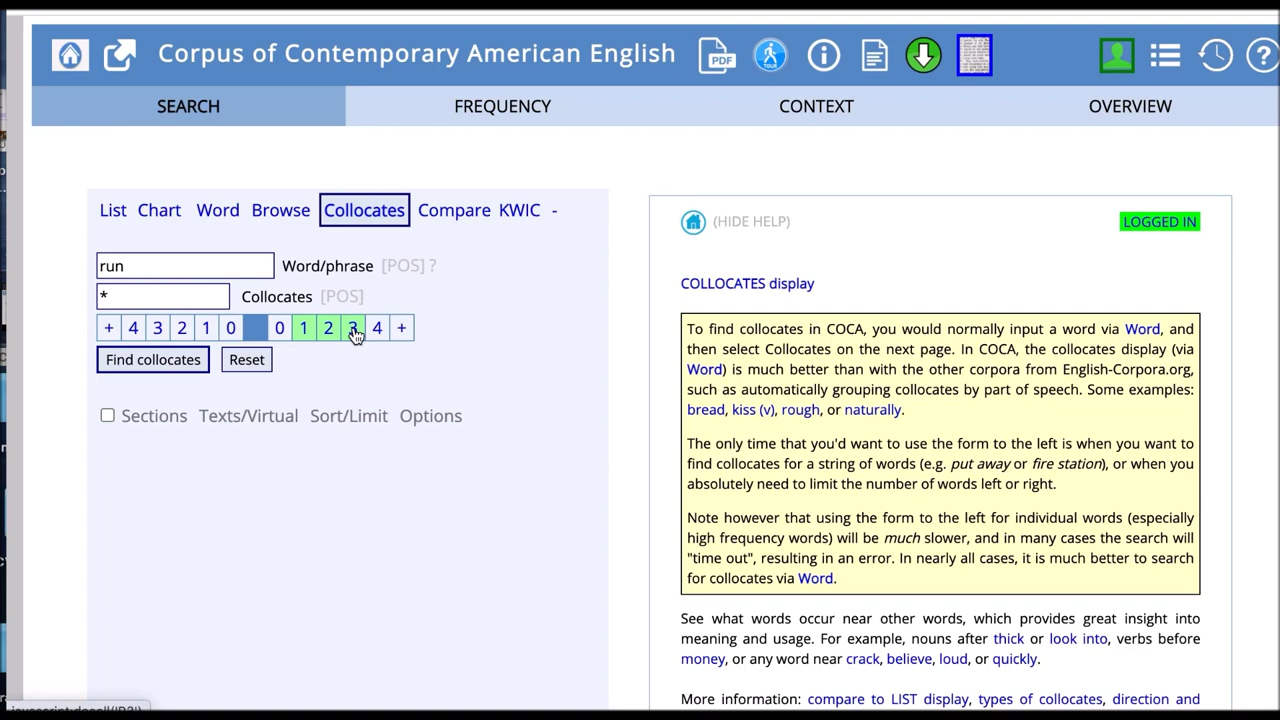 Corpus of Contemporary American English PDF TOUR
SEARCH FREQUENCY CONTEXT OVERVIEW
List Chart Word Browse Collocates Compare KWIC -
run Word/phrase [POS] ?
* Collocates [POS]
+ 4 3 2 1 0 0 1 2 3 4 +
Find collocates Reset
Sections Texts/Virtual Sort/Limit Options
(HIDE HELP) LOGGED IN
COLLOCATES display
To find collocates in COCA, you would normally input a word via Word, and
then select Collocates on the next page. In COCA, the collocates display (via
Word) is much better than with the other corpora from English-Corpora.org,
such as automatically grouping collocates by part of speech. Some examples:
bread, kiss (v), rough, or naturally.
The only time that you'd want to use the form to the left is when you want to
find collocates for a string of words (e.g. put away or fire station), or when you
absolutely need to limit the number of words left or right.
Note however that using the form to the left for individual words (especially
high frequency words) will be much slower, and in many cases the search will
"time out", resulting in an error. In nearly all cases, it is much better to search
for collocates via Word.
See what words occur near other words, which provides great insight into
meaning and usage. For example, nouns after thick or look into, verbs before
money, or any word near crack, believe, loud, or quickly.
More information: compare to LIST display, types of collocates, direction and